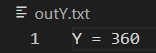 outY.txt
1 Y = 360